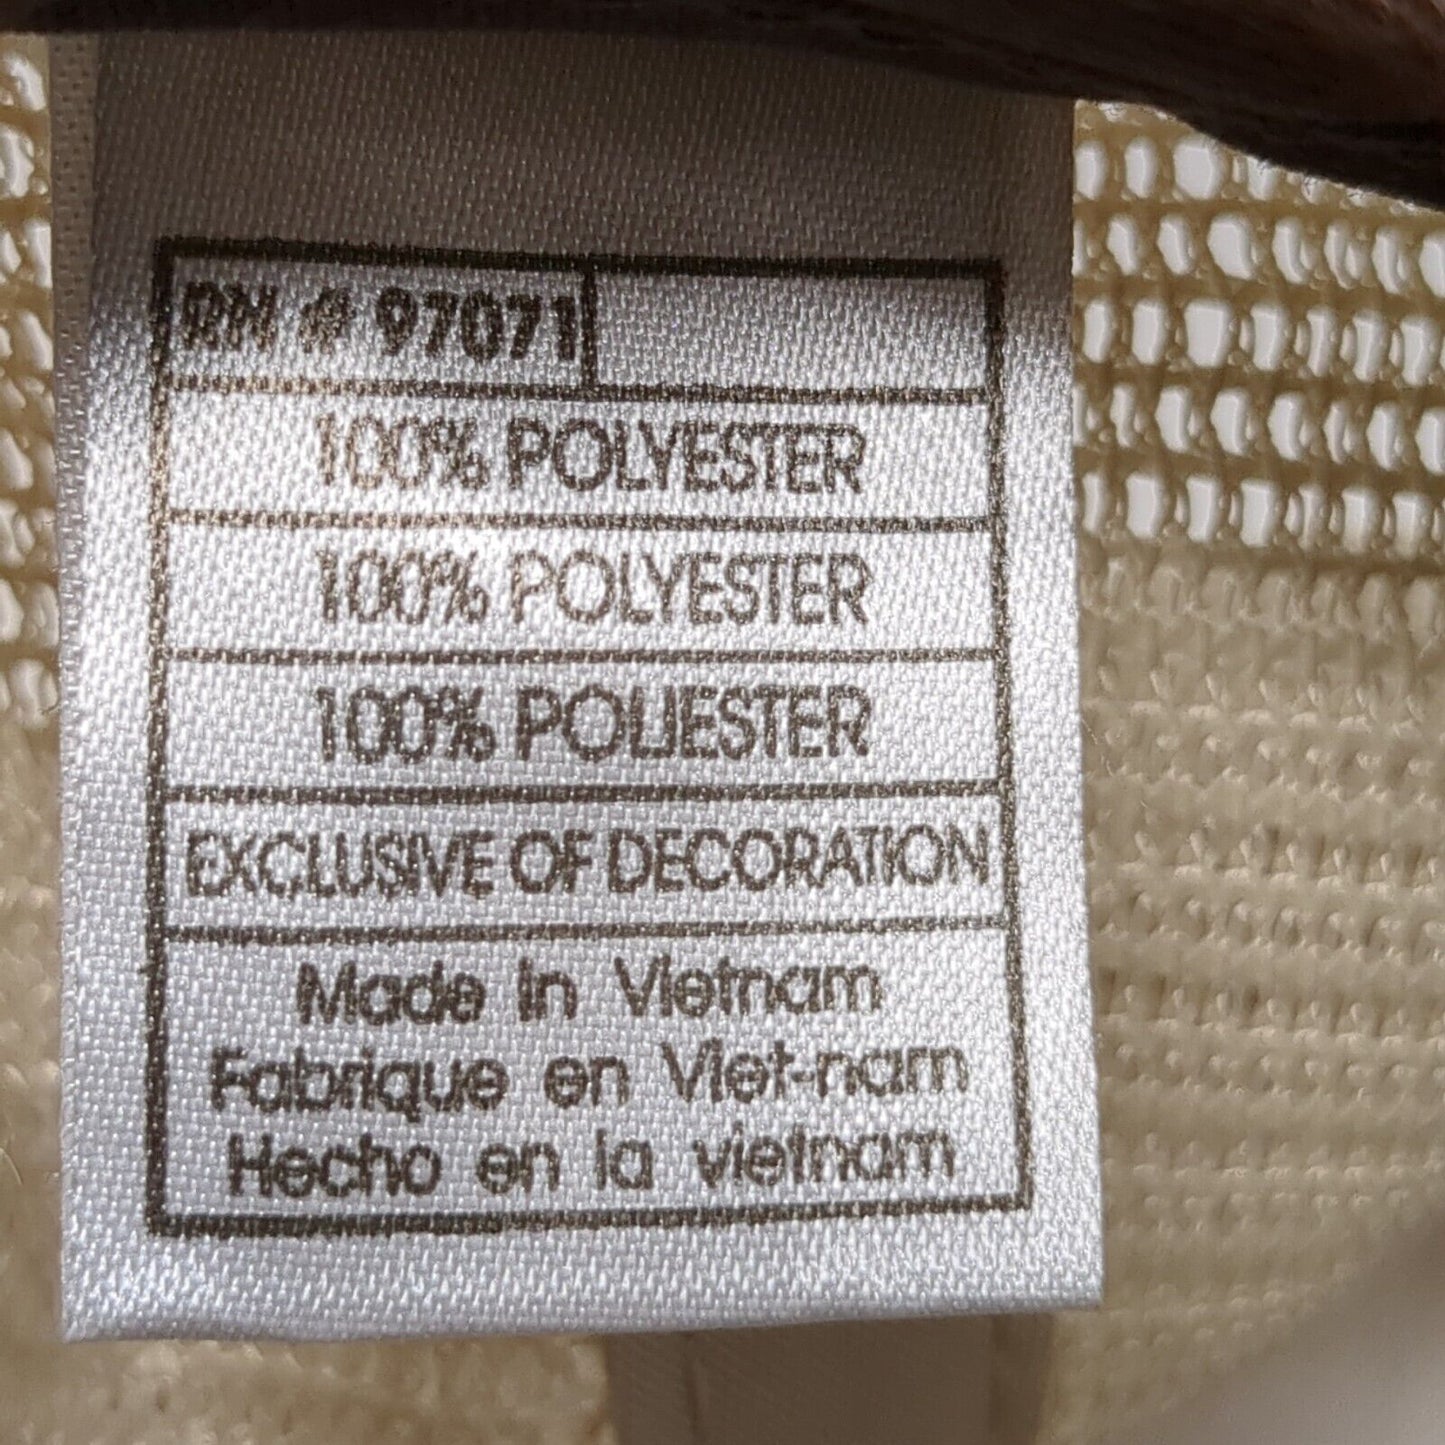 RN # 97071
100% POLYESTER
100% POLYESTER
100% POLIESTER
EXCLUSIVE OF DECORATION
Made In Vietnam
Fabrique en Viet-nam
Hecho en la vietnam